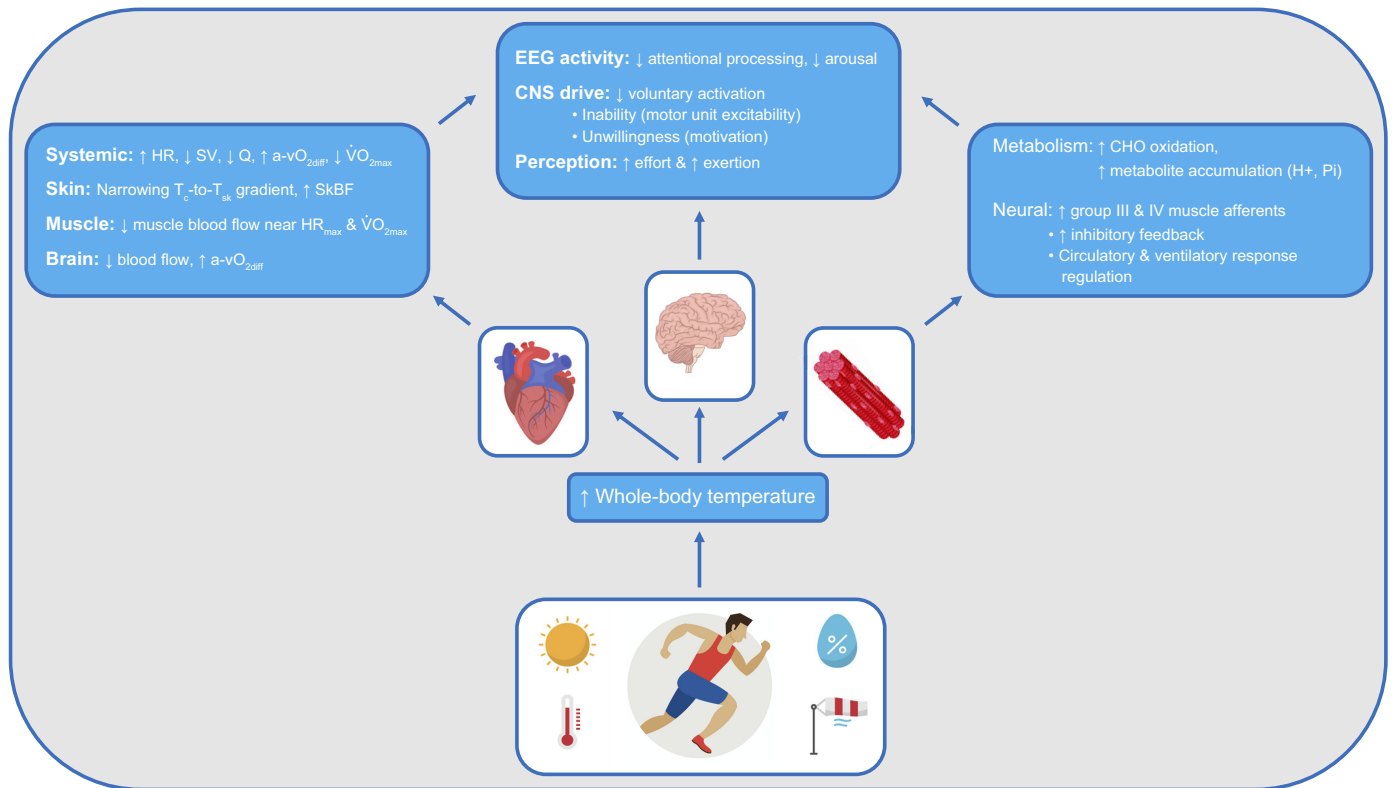 EEG activity: ↓ attentional processing, ↓ arousal
CNS drive: ↓ voluntary activation
• Inability (motor unit excitability)
• Unwillingness (motivation)
Perception: ↑ effort & ↑ exertion
Systemic: ↑ HR, ↓ SV, ↓ Q, ↑ a-vO2diff, ↓ V̇O2max
Skin: Narrowing Tc-to-Tsk gradient, ↑ SkBF
Muscle: ↓ muscle blood flow near HRmax & V̇O2max
Brain: ↓ blood flow, ↑ a-vO2diff
Metabolism: ↑ CHO oxidation,
↑ metabolite accumulation (H+, Pi)
Neural: ↑ group III & IV muscle afferents
• ↑ inhibitory feedback
• Circulatory & ventilatory response
regulation
↑ Whole-body temperature
%